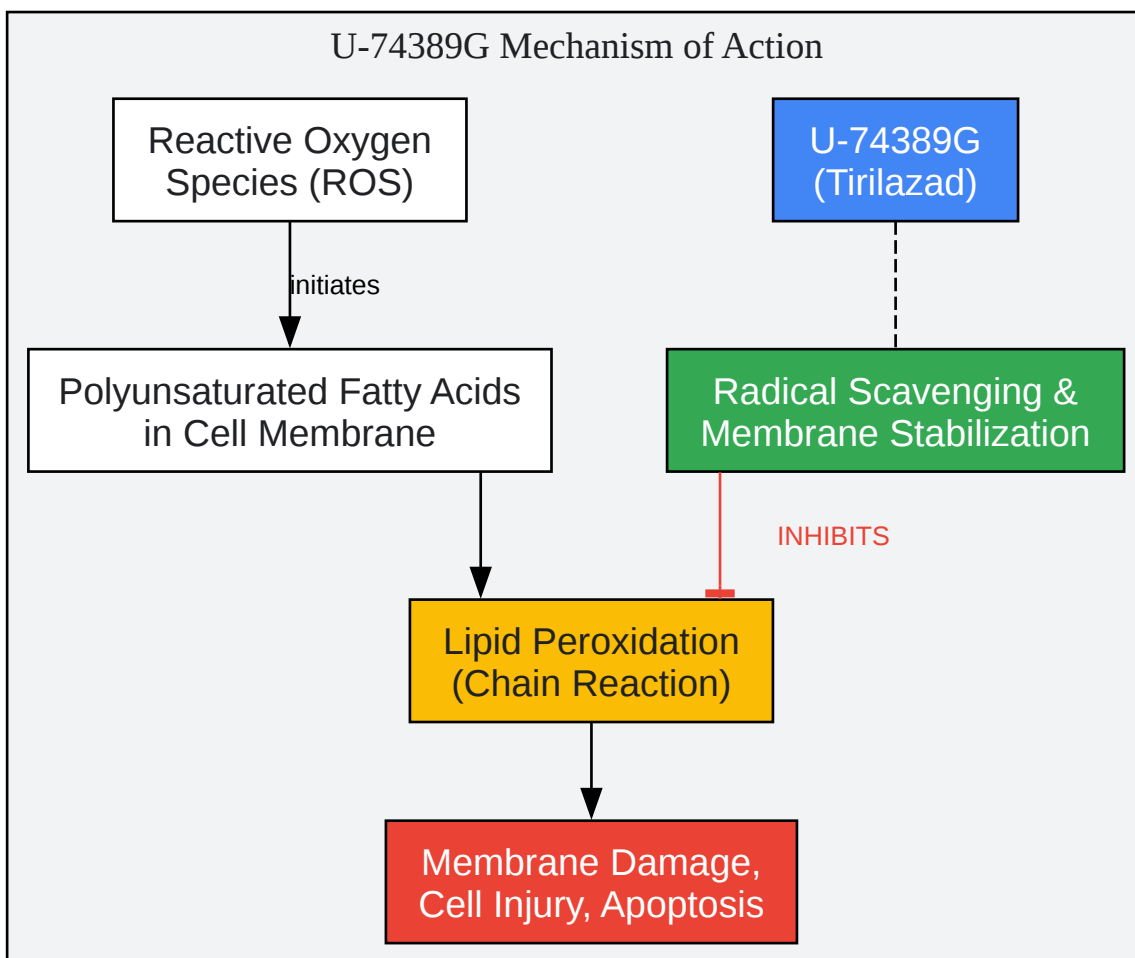 U-74389G Mechanism of Action
Reactive Oxygen
Species (ROS)
U-74389G
(Tirilazad)
initiates
Polyunsaturated Fatty Acids
in Cell Membrane
Radical Scavenging &
Membrane Stabilization
INHIBITS
Lipid Peroxidation
(Chain Reaction)
Membrane Damage,
Cell Injury, Apoptosis